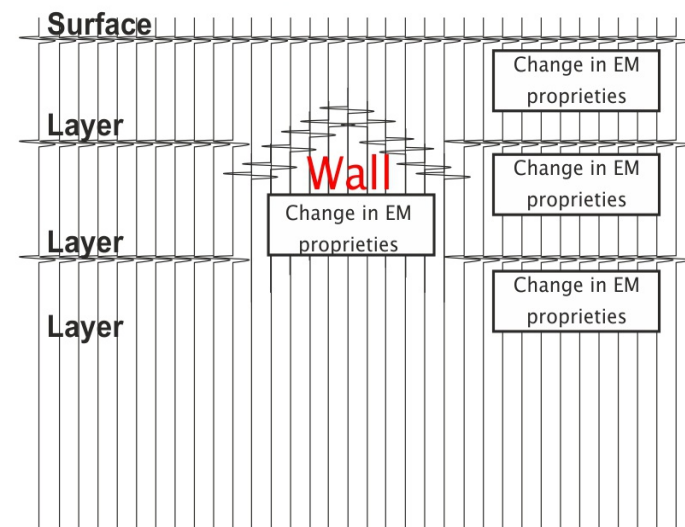 Surface
Change in EM
proprieties
Layer
Change in EM
proprieties
Wall
Change in EM
proprieties
Layer
Change in EM
proprieties
Layer